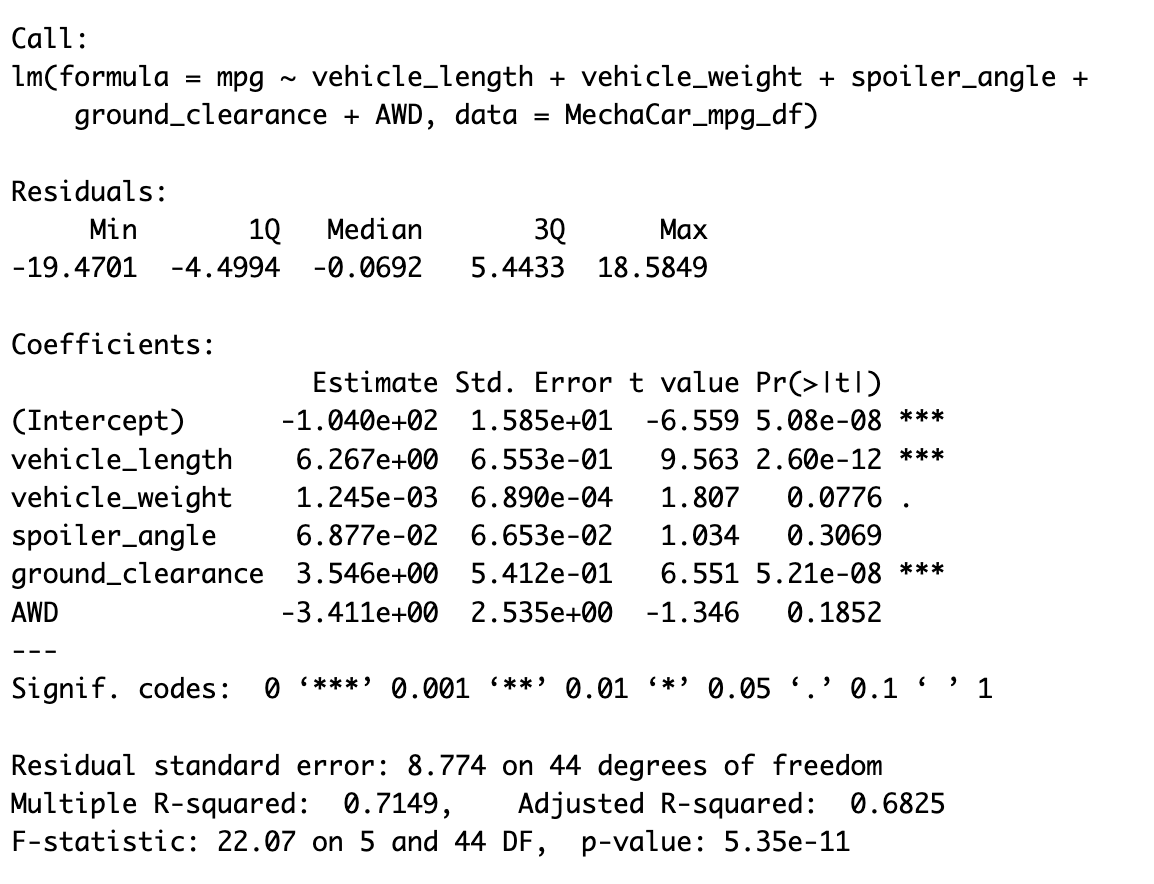 Call:
lm(formula = mpg ~ vehicle_length + vehicle_weight + spoiler_angle +
    ground_clearance + AWD, data = MechaCar_mpg_df)

Residuals:
     Min       1Q   Median       3Q      Max
-19.4701  -4.4994  -0.0692   5.4433  18.5849

Coefficients:
                   Estimate Std. Error t value Pr(>|t|)
(Intercept)      -1.040e+02  1.585e+01  -6.559 5.08e-08 ***
vehicle_length    6.267e+00  6.553e-01   9.563 2.60e-12 ***
vehicle_weight    1.245e-03  6.890e-04   1.807   0.0776 .
spoiler_angle     6.877e-02  6.653e-02   1.034   0.3069
ground_clearance  3.546e+00  5.412e-01   6.551 5.21e-08 ***
AWD              -3.411e+00  2.535e+00  -1.346   0.1852
---
Signif. codes:  0 ‘***’ 0.001 ‘**’ 0.01 ‘*’ 0.05 ‘.’ 0.1 ‘ ’ 1

Residual standard error: 8.774 on 44 degrees of freedom
Multiple R-squared:  0.7149,    Adjusted R-squared:  0.6825
F-statistic: 22.07 on 5 and 44 DF,  p-value: 5.35e-11